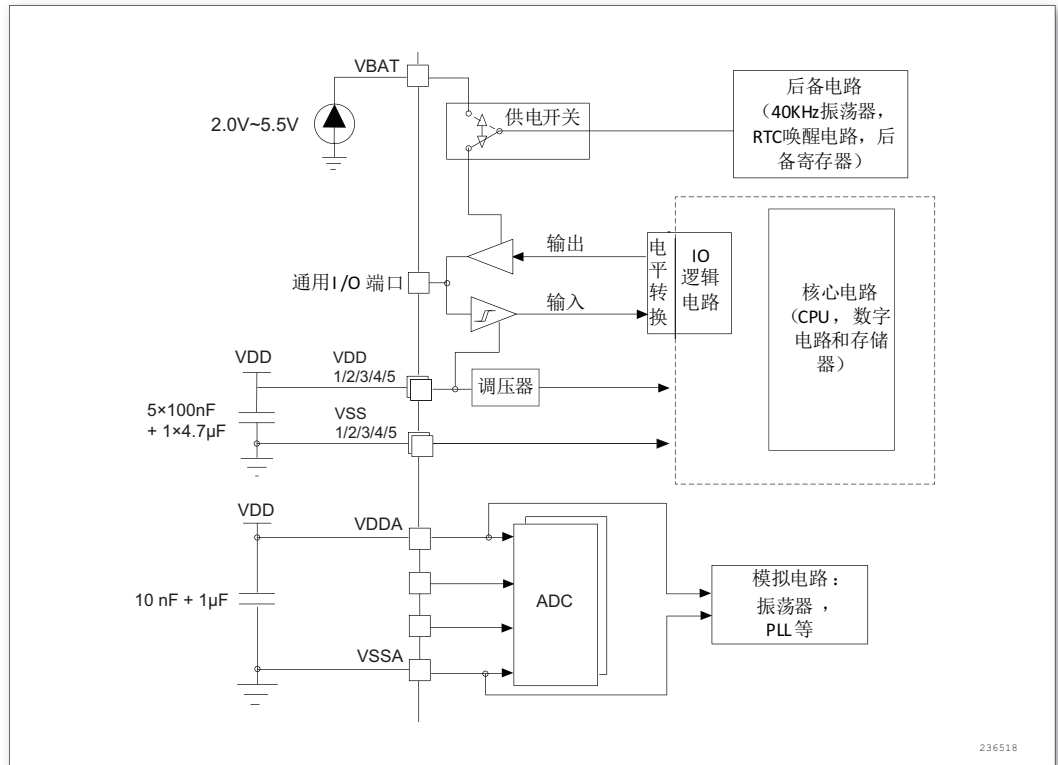 VBAT
2.0V~5.5V
供电开关
后备电路
（40KHz振荡器，
RTC唤醒电路，后
备寄存器）
输出
通用I/O 端口
输入
电
平
转
换
IO
逻辑
电路
核心电路
（CPU，数字
电路和存储
器）
VDD
VDD
1/2/3/4/5
调压器
5×100nF
+ 1×4.7µF
VSS
1/2/3/4/5
VDD
VDDA
10 nF + 1µF
ADC
VSSA
模拟电路：
振荡器，
PLL等
236518